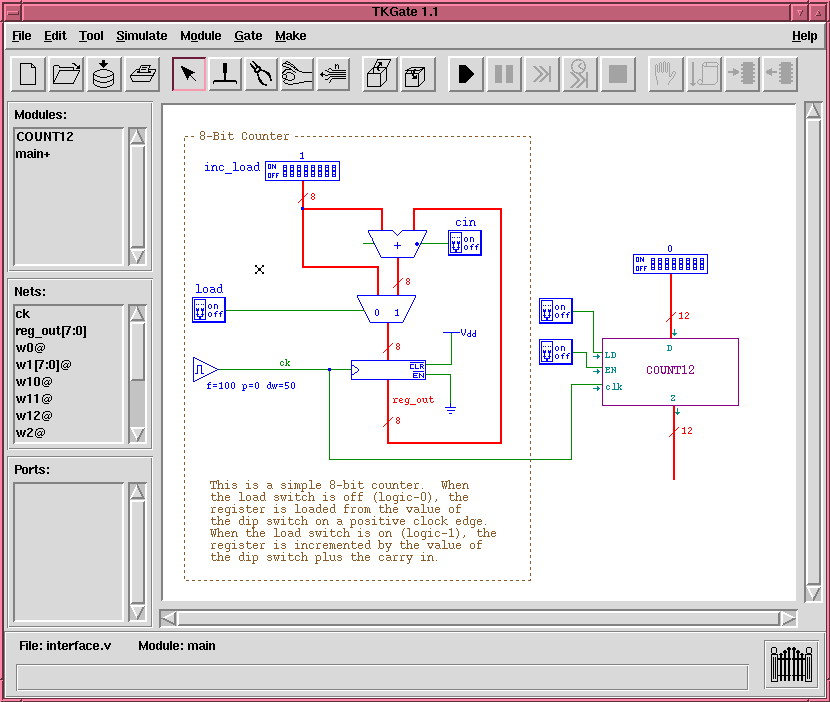 TKGate 1.1
File Edit Tool Simulate Module Gate Make Help
Modules:
COUNT12
main+
Nets:
ck
reg_out[7:0]
w0@
w1[7:0]@
w10@
w11@
w12@
w2@
Ports:
8-Bit Counter
1
inc_load
ON
OFF
8
cin
on
off
+
8
load
on
off
0 1
8
Vdd
ck
CLR
EN
f=100 p=0 dw=50
reg_out
8
This is a simple 8-bit counter. When
the load switch is off (logic-0), the
register is loaded from the value of
the dip switch on a positive clock edge.
When the load switch is on (logic-1), the
register is incremented by the value of
the dip switch plus the carry in.
0
ON
OFF
12
on
off
on
off
D
LD
EN
clk
COUNT12
Z
12
File: interface.v Module: main